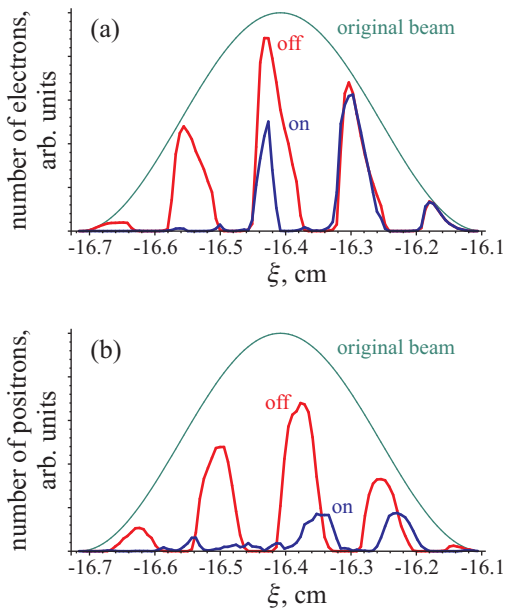 (a)
original beam
off
on
number of electrons,
arb. units
-16.7 -16.6 -16.5 -16.4 -16.3 -16.2 -16.1
ξ, cm
(b)
original beam
off
on
number of positrons,
arb. units
-16.7 -16.6 -16.5 -16.4 -16.3 -16.2 -16.1
ξ, cm